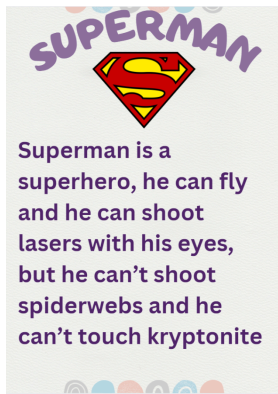 SUPERMAN
S
Superman is a
superhero, he can fly
and he can shoot
lasers with his eyes,
but he can’t shoot
spiderwebs and he
can’t touch kryptonite